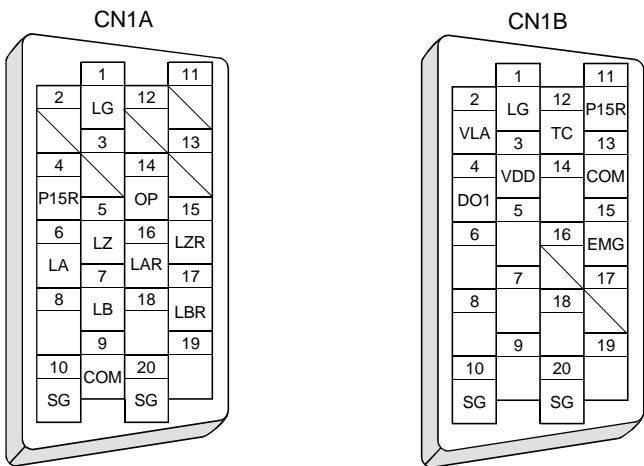 CN1A
1
11
2
LG
12
3
13
4
14
P15R
OP
5
15
6
LZ
16
LZR
LA
7
LAR
17
8
LB
18
LBR
9
19
10
COM
20
SG
SG
CN1B
1
11
2
LG
12
P15R
VLA
3
TC
13
4
VDD
14
COM
DO1
5
15
6
16
EMG
7
17
8
18
9
19
10
20
SG
SG